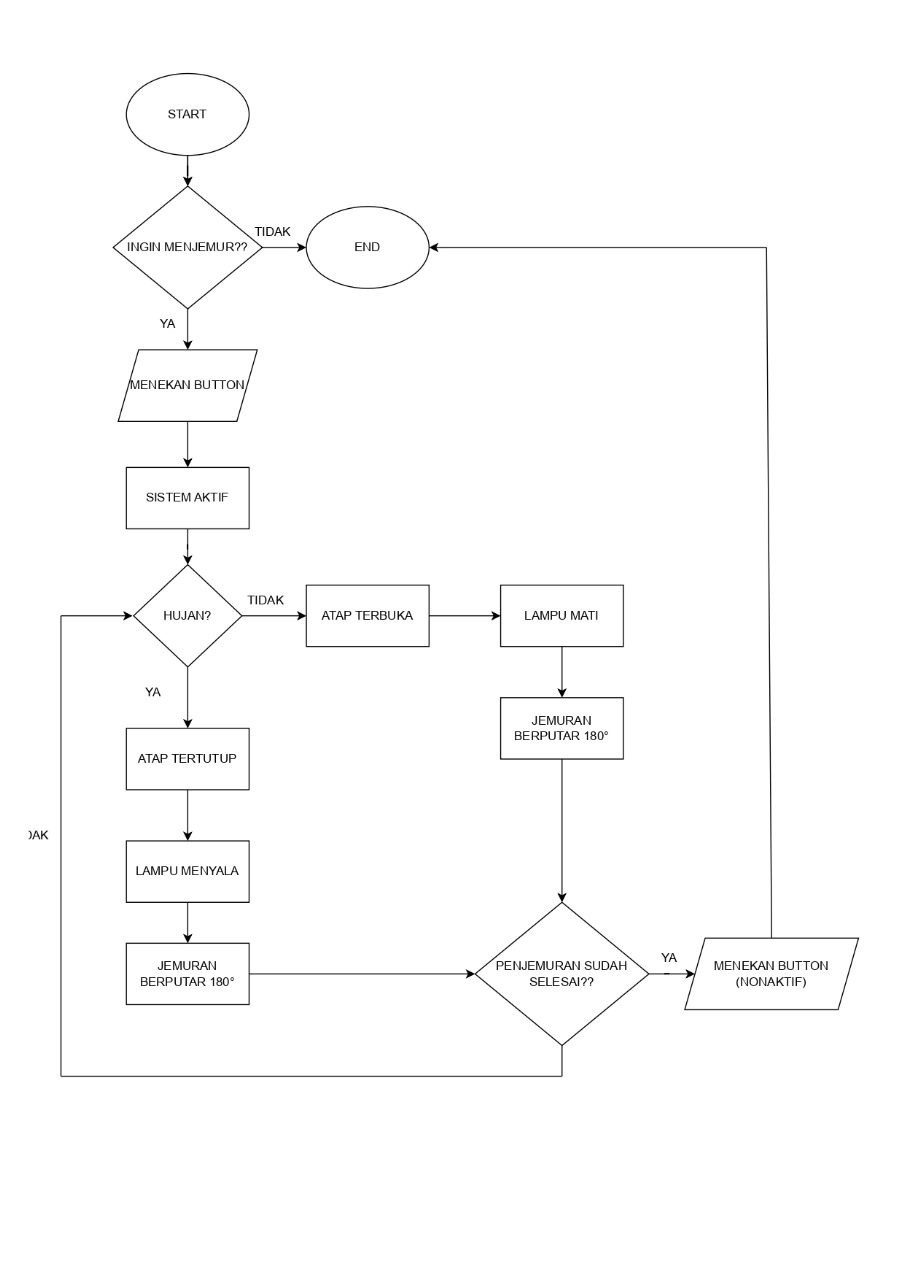 START
INGIN MENJEMUR??
TIDAK
END
YA
MENEKAN BUTTON
SISTEM AKTIF
HUJAN?
TIDAK
ATAP TERBUKA
LAMPU MATI
YA
JEMURAN
BERPUTAR 180°
ATAP TERTUTUP
DAK
LAMPU MENYALA
JEMURAN
BERPUTAR 180°
PENJEMURAN SUDAH
SELESAI??
YA
MENEKAN BUTTON
(NONAKTIF)